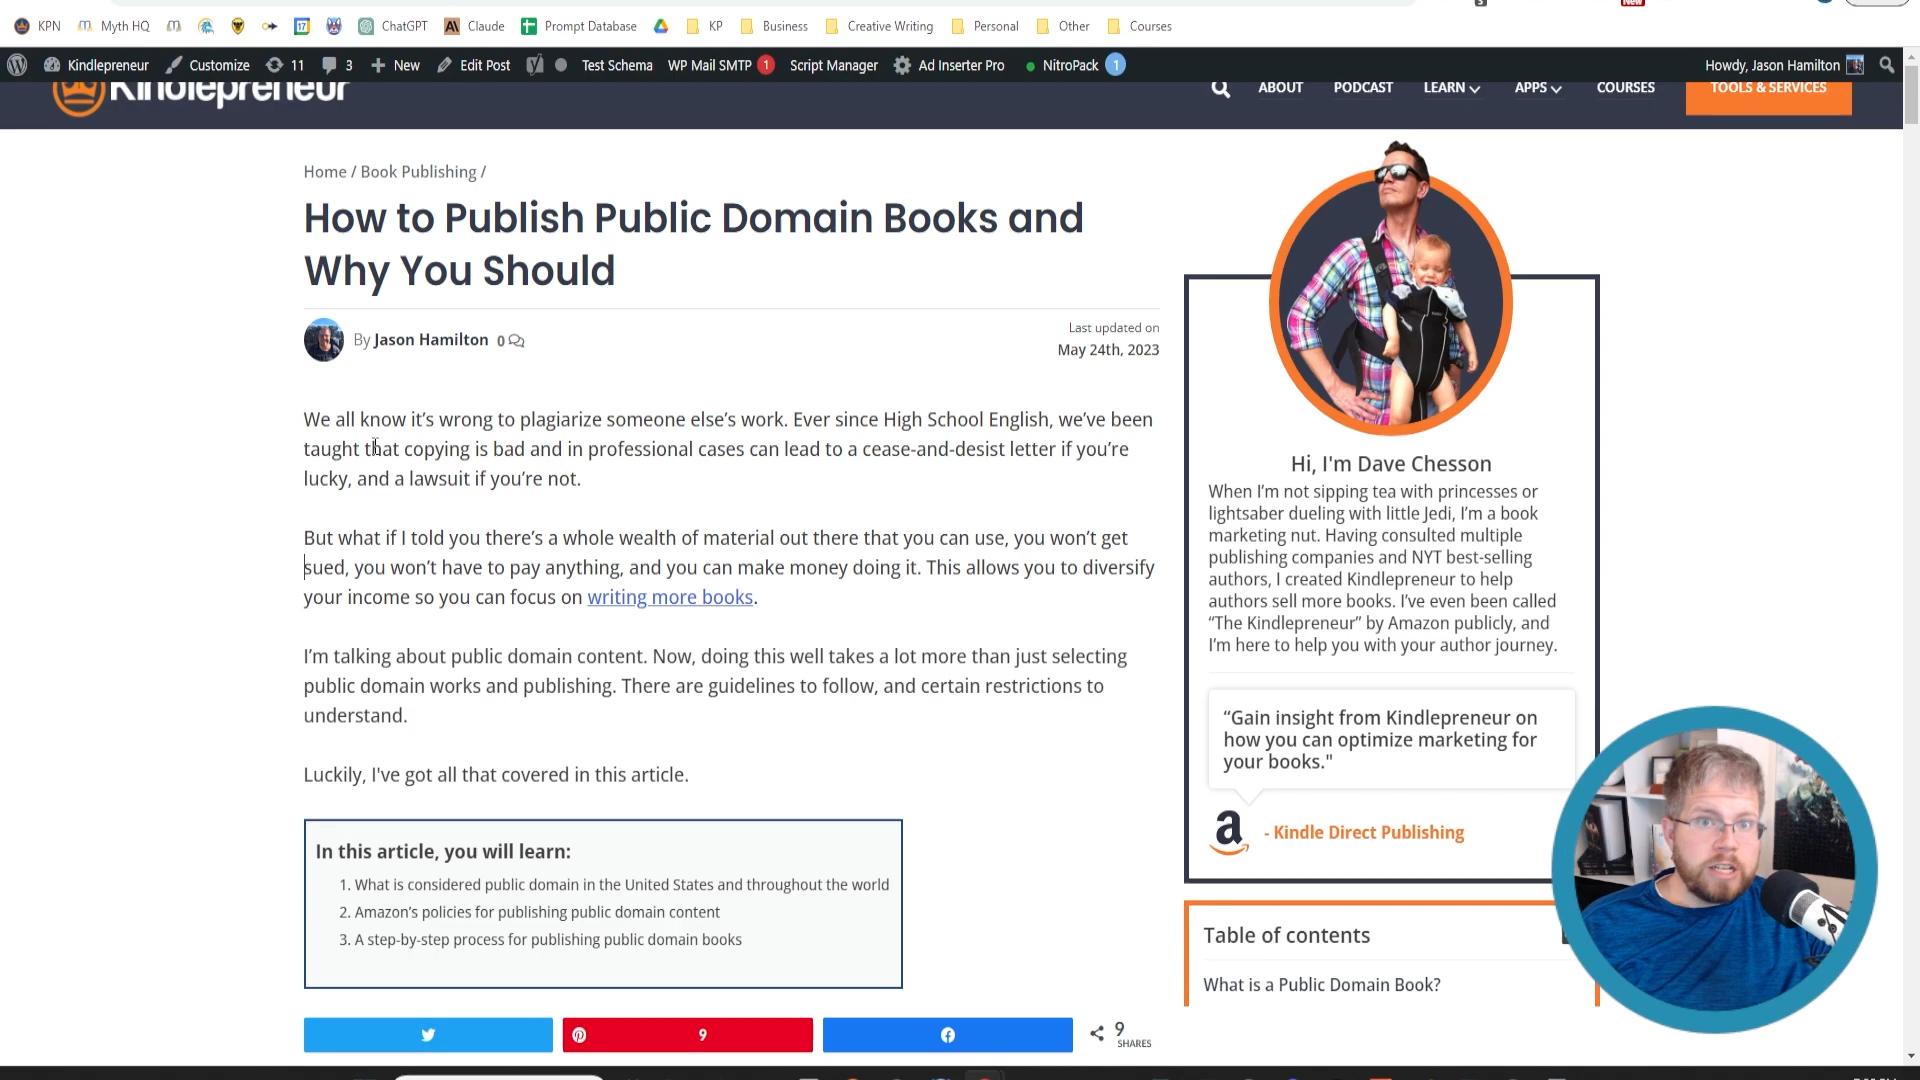 KPN
Myth HQ
17
ChatGPT
Claude
Prompt Database
KP
Business
Creative Writing
Personal
Other
Courses
New
Kindlepreneur
Customize
11
3
New
Edit Post
Test Schema
WP Mail SMTP 1
Script Manager
Ad Inserter Pro
NitroPack 1
Howdy, Jason Hamilton
Kindlepreneur
ABOUT
PODCAST
LEARN
APPS
COURSES
TOOLS & SERVICES
Home / Book Publishing /
How to Publish Public Domain Books and
Why You Should
By Jason Hamilton 0
Last updated on
May 24th, 2023
We all know it's wrong to plagiarize someone else's work. Ever since High School English, we've been
taught that copying is bad and in professional cases can lead to a cease-and-desist letter if you're
lucky, and a lawsuit if you're not.
But what if I told you there's a whole wealth of material out there that you can use, you won't get
sued, you won't have to pay anything, and you can make money doing it. This allows you to diversify
your income so you can focus on writing more books.
I'm talking about public domain content. Now, doing this well takes a lot more than just selecting
public domain works and publishing. There are guidelines to follow, and certain restrictions to
understand.
Luckily, I've got all that covered in this article.
In this article, you will learn:
1. What is considered public domain in the United States and throughout the world
2. Amazon's policies for publishing public domain content
3. A step-by-step process for publishing public domain books
9
9
SHARES
Hi, I'm Dave Chesson
When I'm not sipping tea with princesses or
lightsaber dueling with little Jedi, I'm a book
marketing nut. Having consulted multiple
publishing companies and NYT best-selling
authors, I created Kindlepreneur to help
authors sell more books. I've even been called
"The Kindlepreneur" by Amazon publicly, and
I'm here to help you with your author journey.
"Gain insight from Kindlepreneur on
how you can optimize marketing for
your books."
- Kindle Direct Publishing
Table of contents
What is a Public Domain Book?